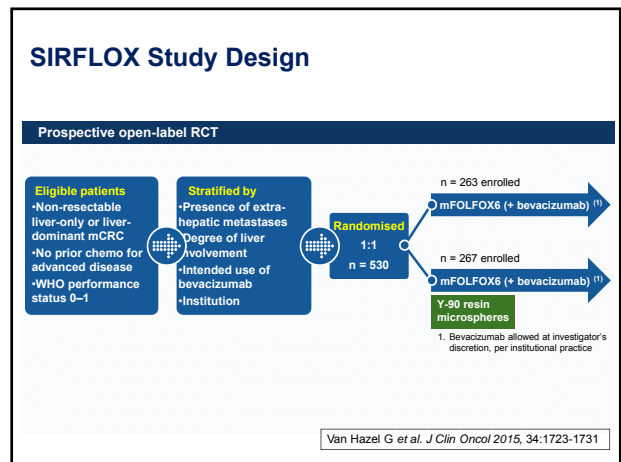 SIRFLOX Study Design
Prospective open-label RCT
Eligible patients
•Non-resectable
liver-only or liver-
dominant mCRC
•No prior chemo for
advanced disease
•WHO performance
status 0–1
Stratified by
•Presence of extra-
hepatic metastases
•Degree of liver
involvement
•Intended use of
bevacizumab
•Institution
Randomised
1:1
n = 530
n = 263 enrolled
mFOLFOX6 (+ bevacizumab) (1)
n = 267 enrolled
mFOLFOX6 (+ bevacizumab) (1)
Y-90 resin
microspheres
1. Bevacizumab allowed at investigator's
discretion, per institutional practice
Van Hazel G et al. J Clin Oncol 2015, 34:1723-1731